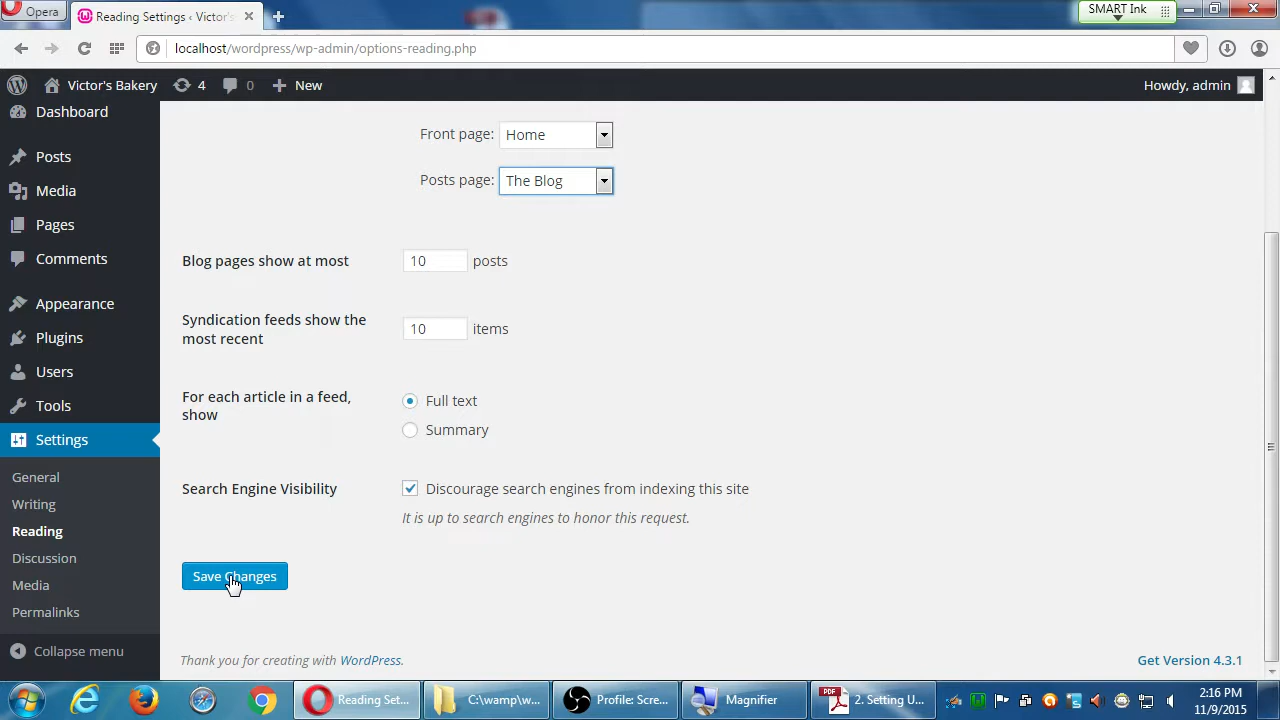 Opera
Reading Settings ‹ Victor's
SMART Ink
localhost/wordpress/wp-admin/options-reading.php
Victor's Bakery
4
0
New
Howdy, admin
Dashboard
Posts
Media
Pages
Comments
Appearance
Plugins
Users
Tools
Settings
General
Writing
Reading
Discussion
Media
Permalinks
Collapse menu
Front page: Home
Posts page: The Blog
Blog pages show at most 10 posts
Syndication feeds show the
most recent
10 items
For each article in a feed,
show
Full text
Summary
Search Engine Visibility
Discourage search engines from indexing this site
It is up to search engines to honor this request.
Save Changes
Thank you for creating with WordPress.
Get Version 4.3.1
Reading Set...
C:\wamp\w...
Profile: Scre...
Magnifier
PDF
2. Setting U...
2:16 PM
11/9/2015